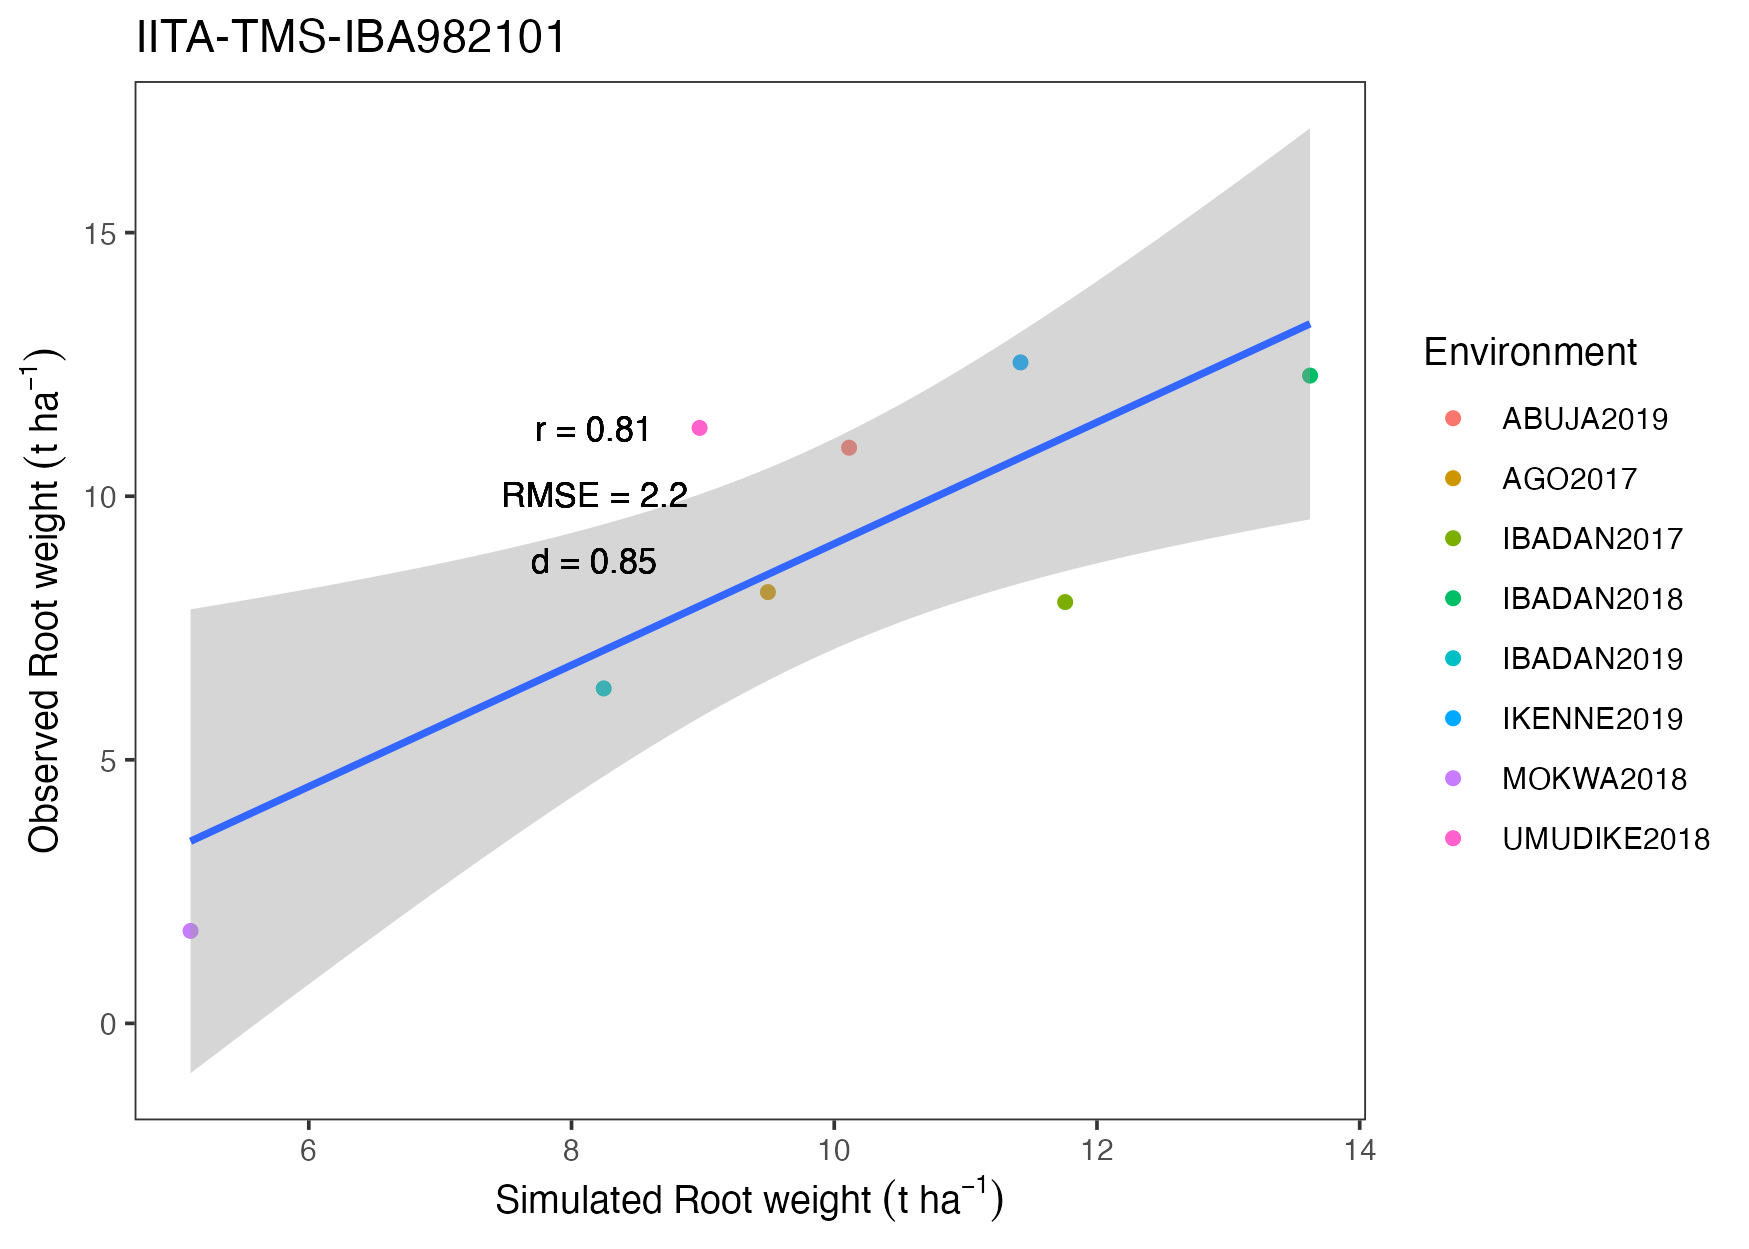 IITA-TMS-IBA982101
Observed Root weight (t ha⁻¹)
15
10
5
0
r = 0.81
RMSE = 2.2
d = 0.85
6 8 10 12 14
Simulated Root weight (t ha⁻¹)
Environment
ABUJA2019
AGO2017
IBADAN2017
IBADAN2018
IBADAN2019
IKENNE2019
MOKWA2018
UMUDIKE2018